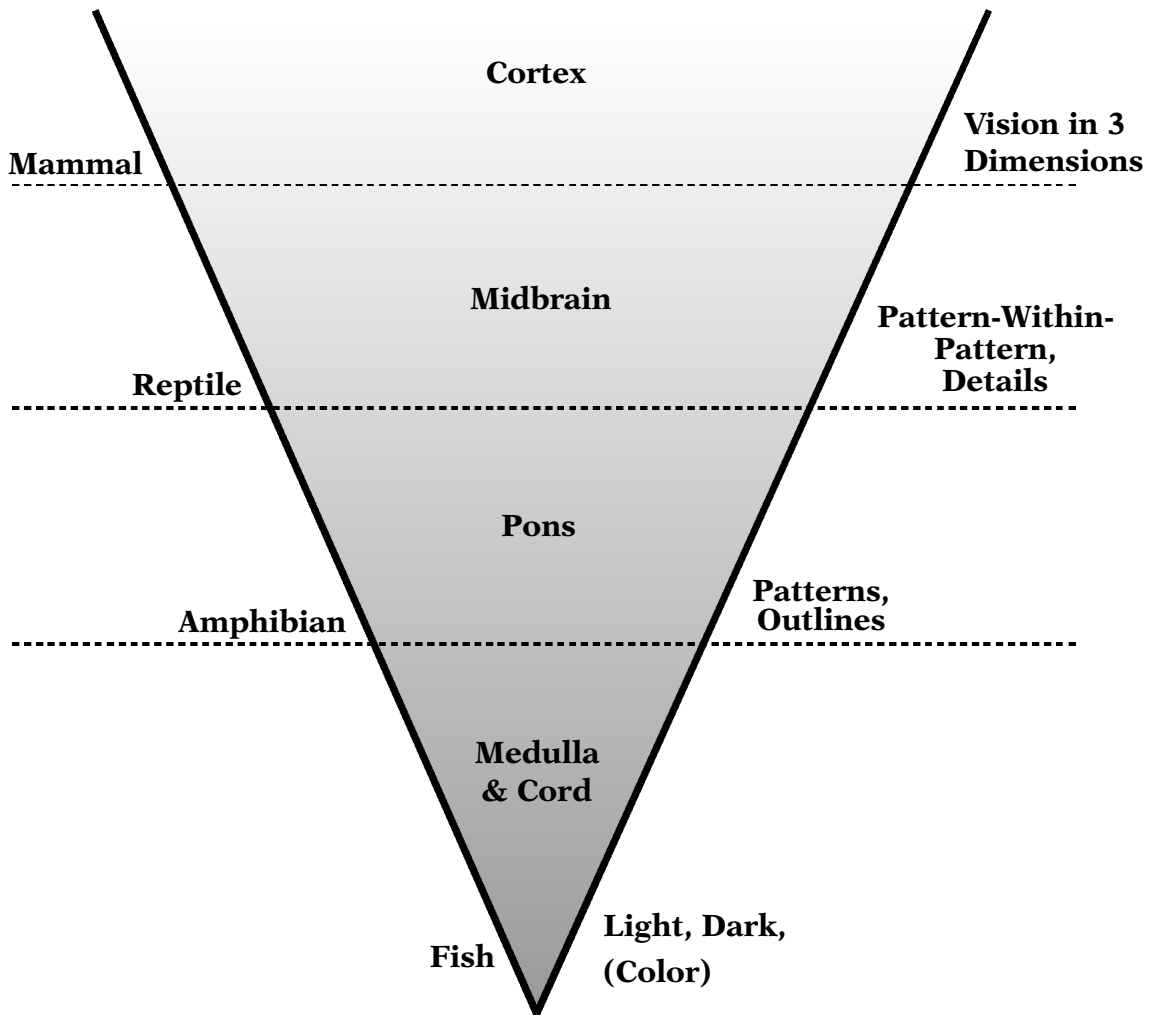 Cortex
Vision in 3
Dimensions
Mammal
Midbrain
Pattern-Within-
Pattern,
Details
Reptile
Pons
Patterns,
Outlines
Amphibian
Medulla
& Cord
Light, Dark,
(Color)
Fish